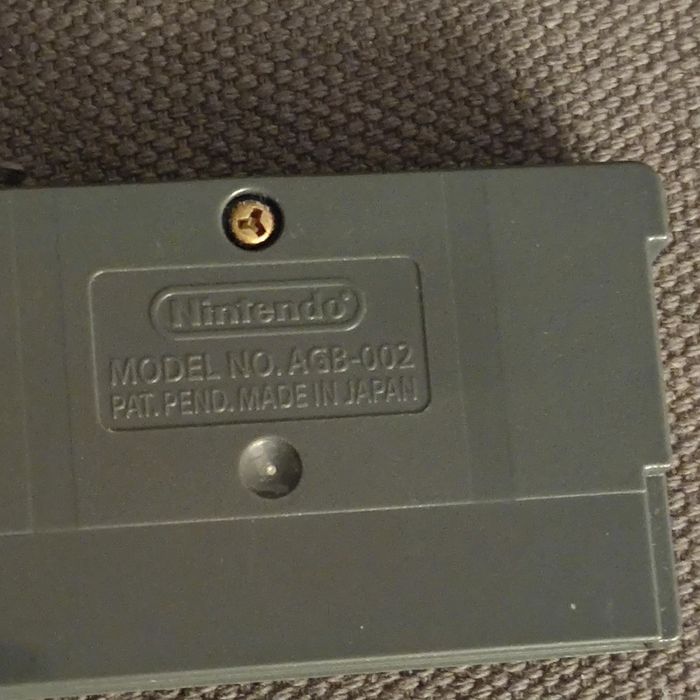 Nintendo®
MODEL NO. AGB-002
PAT. PEND. MADE IN JAPAN